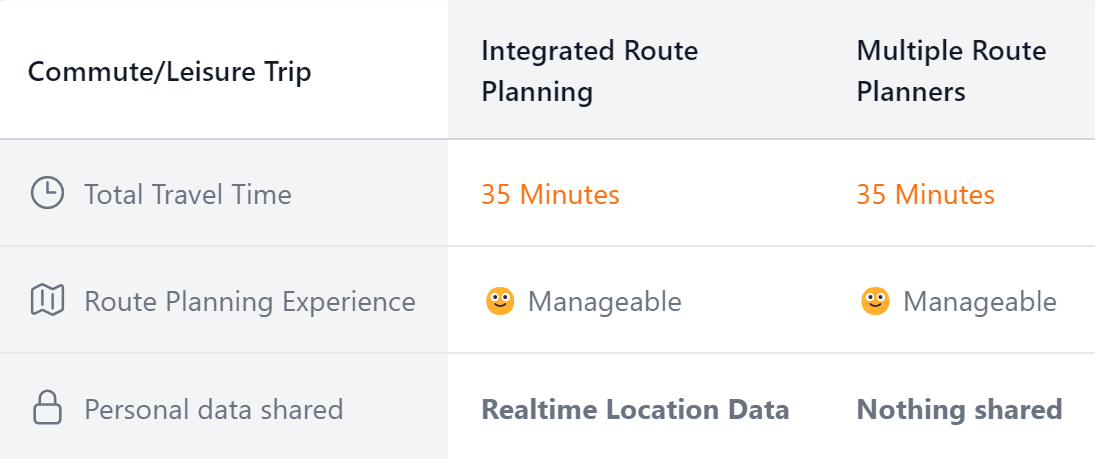 Commute/Leisure Trip
Integrated Route
Planning
Multiple Route
Planners
Total Travel Time
35 Minutes
35 Minutes
Route Planning Experience
Manageable
Manageable
Personal data shared
Realtime Location Data
Nothing shared